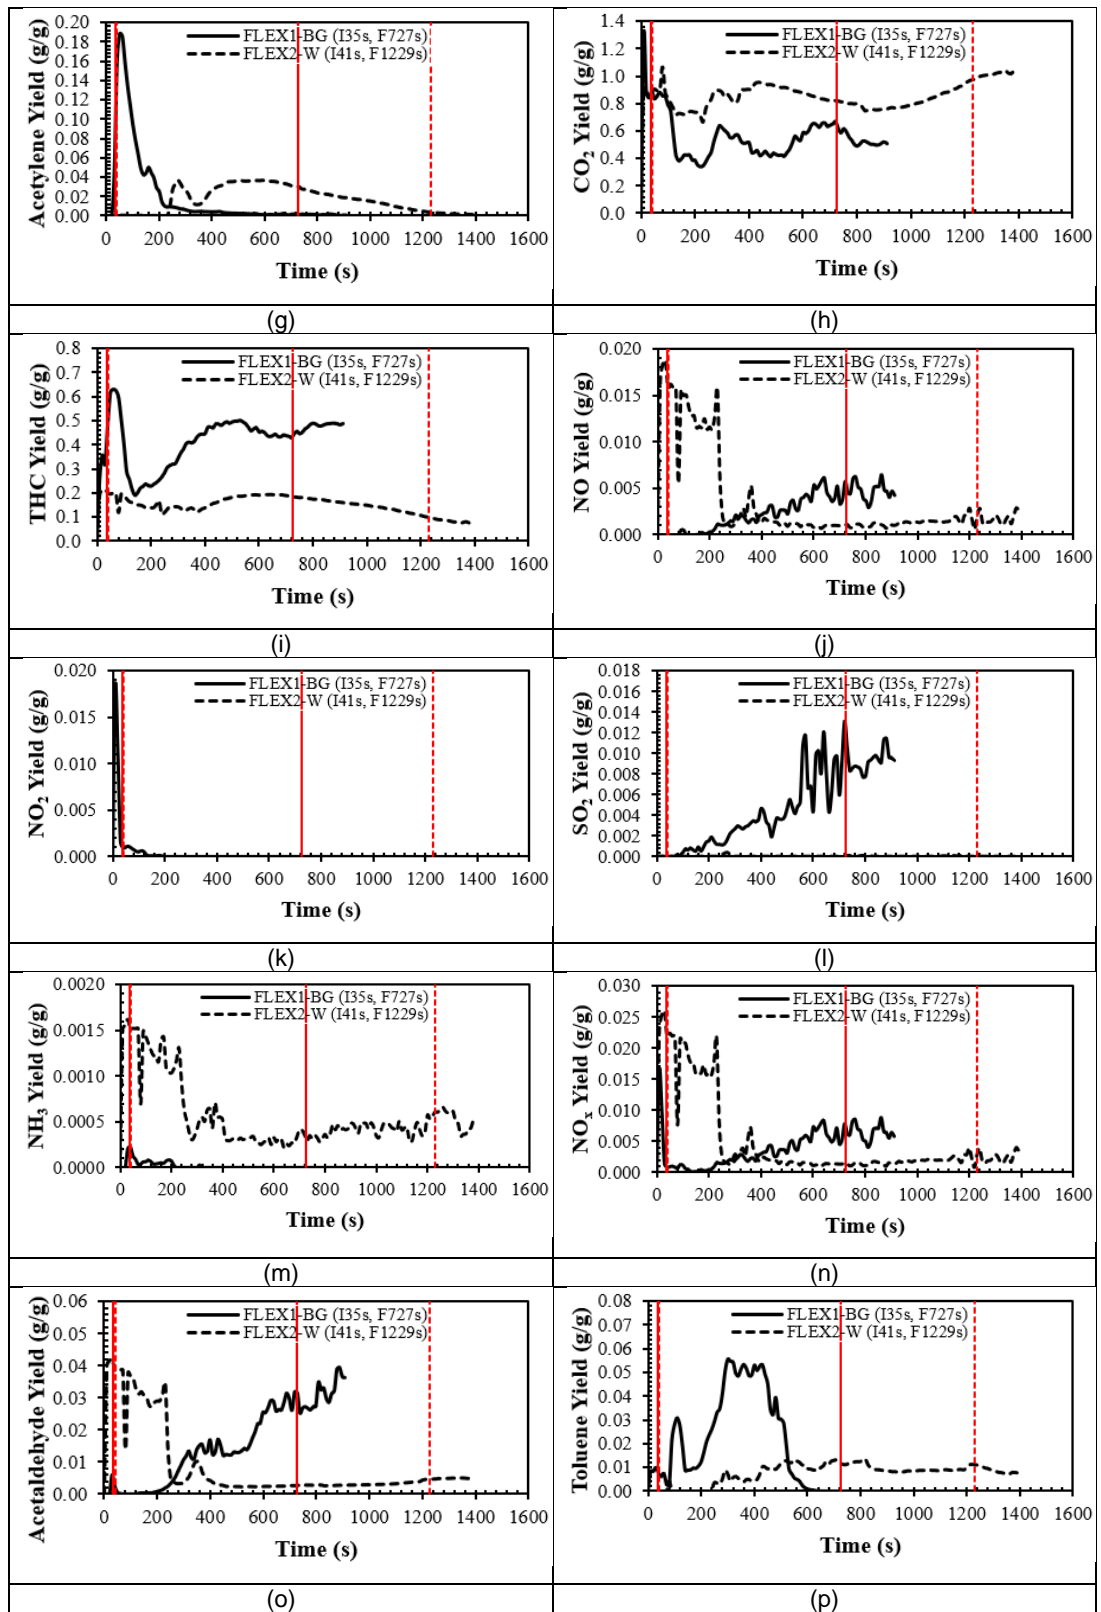 Acetylene Yield (g/g)
0.20
0.18
0.16
0.14
0.12
0.10
0.08
0.06
0.04
0.02
0.00
FLEX1-BG (I35s, F727s)
FLEX2-W (I41s, F1229s)
0 200 400 600 800 1000 1200 1400 1600
Time (s)
(g)
CO2 Yield (g/g)
1.4
1.2
1.0
0.8
0.6
0.4
0.2
0.0
FLEX1-BG (I35s, F727s)
FLEX2-W (I41s, F1229s)
0 200 400 600 800 1000 1200 1400 1600
Time (s)
(h)
THC Yield (g/g)
0.8
0.7
0.6
0.5
0.4
0.3
0.2
0.1
0.0
FLEX1-BG (I35s, F727s)
FLEX2-W (I41s, F1229s)
0 200 400 600 800 1000 1200 1400 1600
Time (s)
(i)
NO Yield (g/g)
0.020
0.015
0.010
0.005
0.000
FLEX1-BG (I35s, F727s)
FLEX2-W (I41s, F1229s)
0 200 400 600 800 1000 1200 1400 1600
Time (s)
(j)
NO2 Yield (g/g)
0.020
0.015
0.010
0.005
0.000
FLEX1-BG (I35s, F727s)
FLEX2-W (I41s, F1229s)
0 200 400 600 800 1000 1200 1400 1600
Time (s)
(k)
SO2 Yield (g/g)
0.018
0.016
0.014
0.012
0.010
0.008
0.006
0.004
0.002
0.000
FLEX1-BG (I35s, F727s)
FLEX2-W (I41s, F1229s)
0 200 400 600 800 1000 1200 1400 1600
Time (s)
(l)
NH3 Yield (g/g)
0.0020
0.0015
0.0010
0.0005
0.0000
FLEX1-BG (I35s, F727s)
FLEX2-W (I41s, F1229s)
0 200 400 600 800 1000 1200 1400 1600
Time (s)
(m)
NOx Yield (g/g)
0.030
0.025
0.020
0.015
0.010
0.005
0.000
FLEX1-BG (I35s, F727s)
FLEX2-W (I41s, F1229s)
0 200 400 600 800 1000 1200 1400 1600
Time (s)
(n)
Acetaldehyde Yield (g/g)
0.06
0.05
0.04
0.03
0.02
0.01
0.00
FLEX1-BG (I35s, F727s)
FLEX2-W (I41s, F1229s)
0 200 400 600 800 1000 1200 1400 1600
Time (s)
(o)
Toluene Yield (g/g)
0.08
0.07
0.06
0.05
0.04
0.03
0.02
0.01
0.00
FLEX1-BG (I35s, F727s)
FLEX2-W (I41s, F1229s)
0 200 400 600 800 1000 1200 1400 1600
Time (s)
(p)